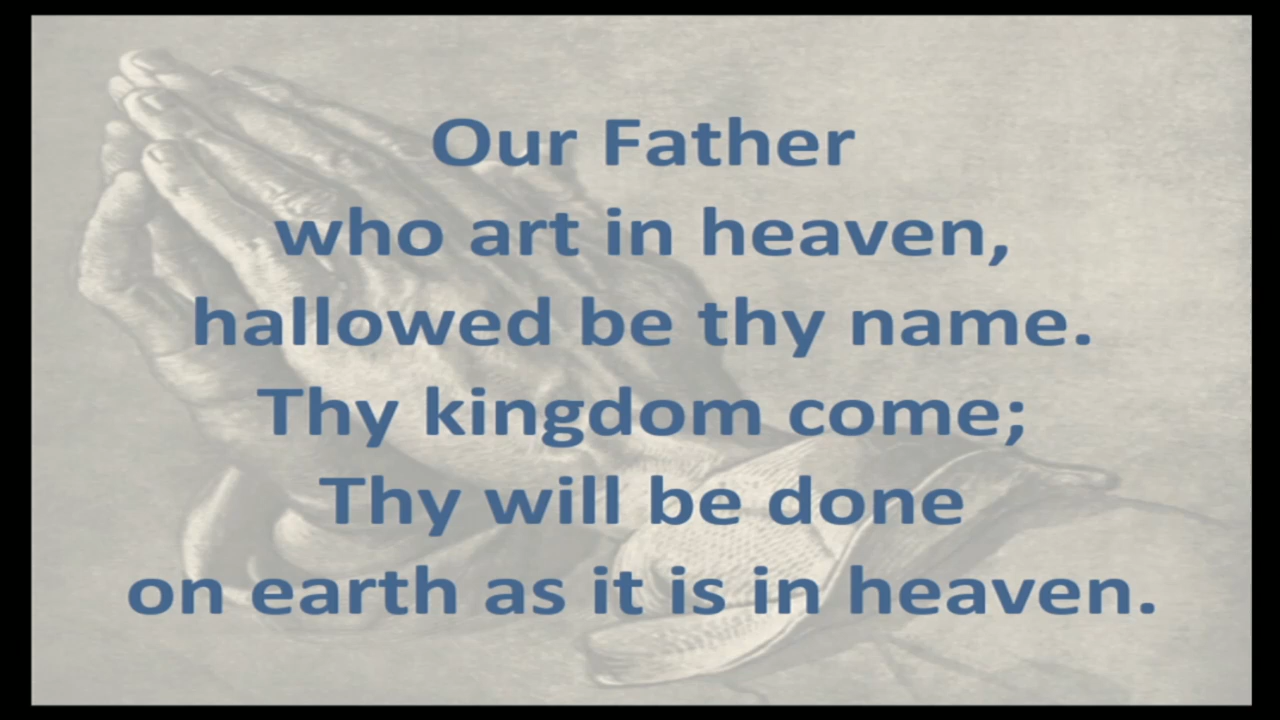 Our Father
who art in heaven,
hallowed be thy name.
Thy kingdom come;
Thy will be done
on earth as it is in heaven.